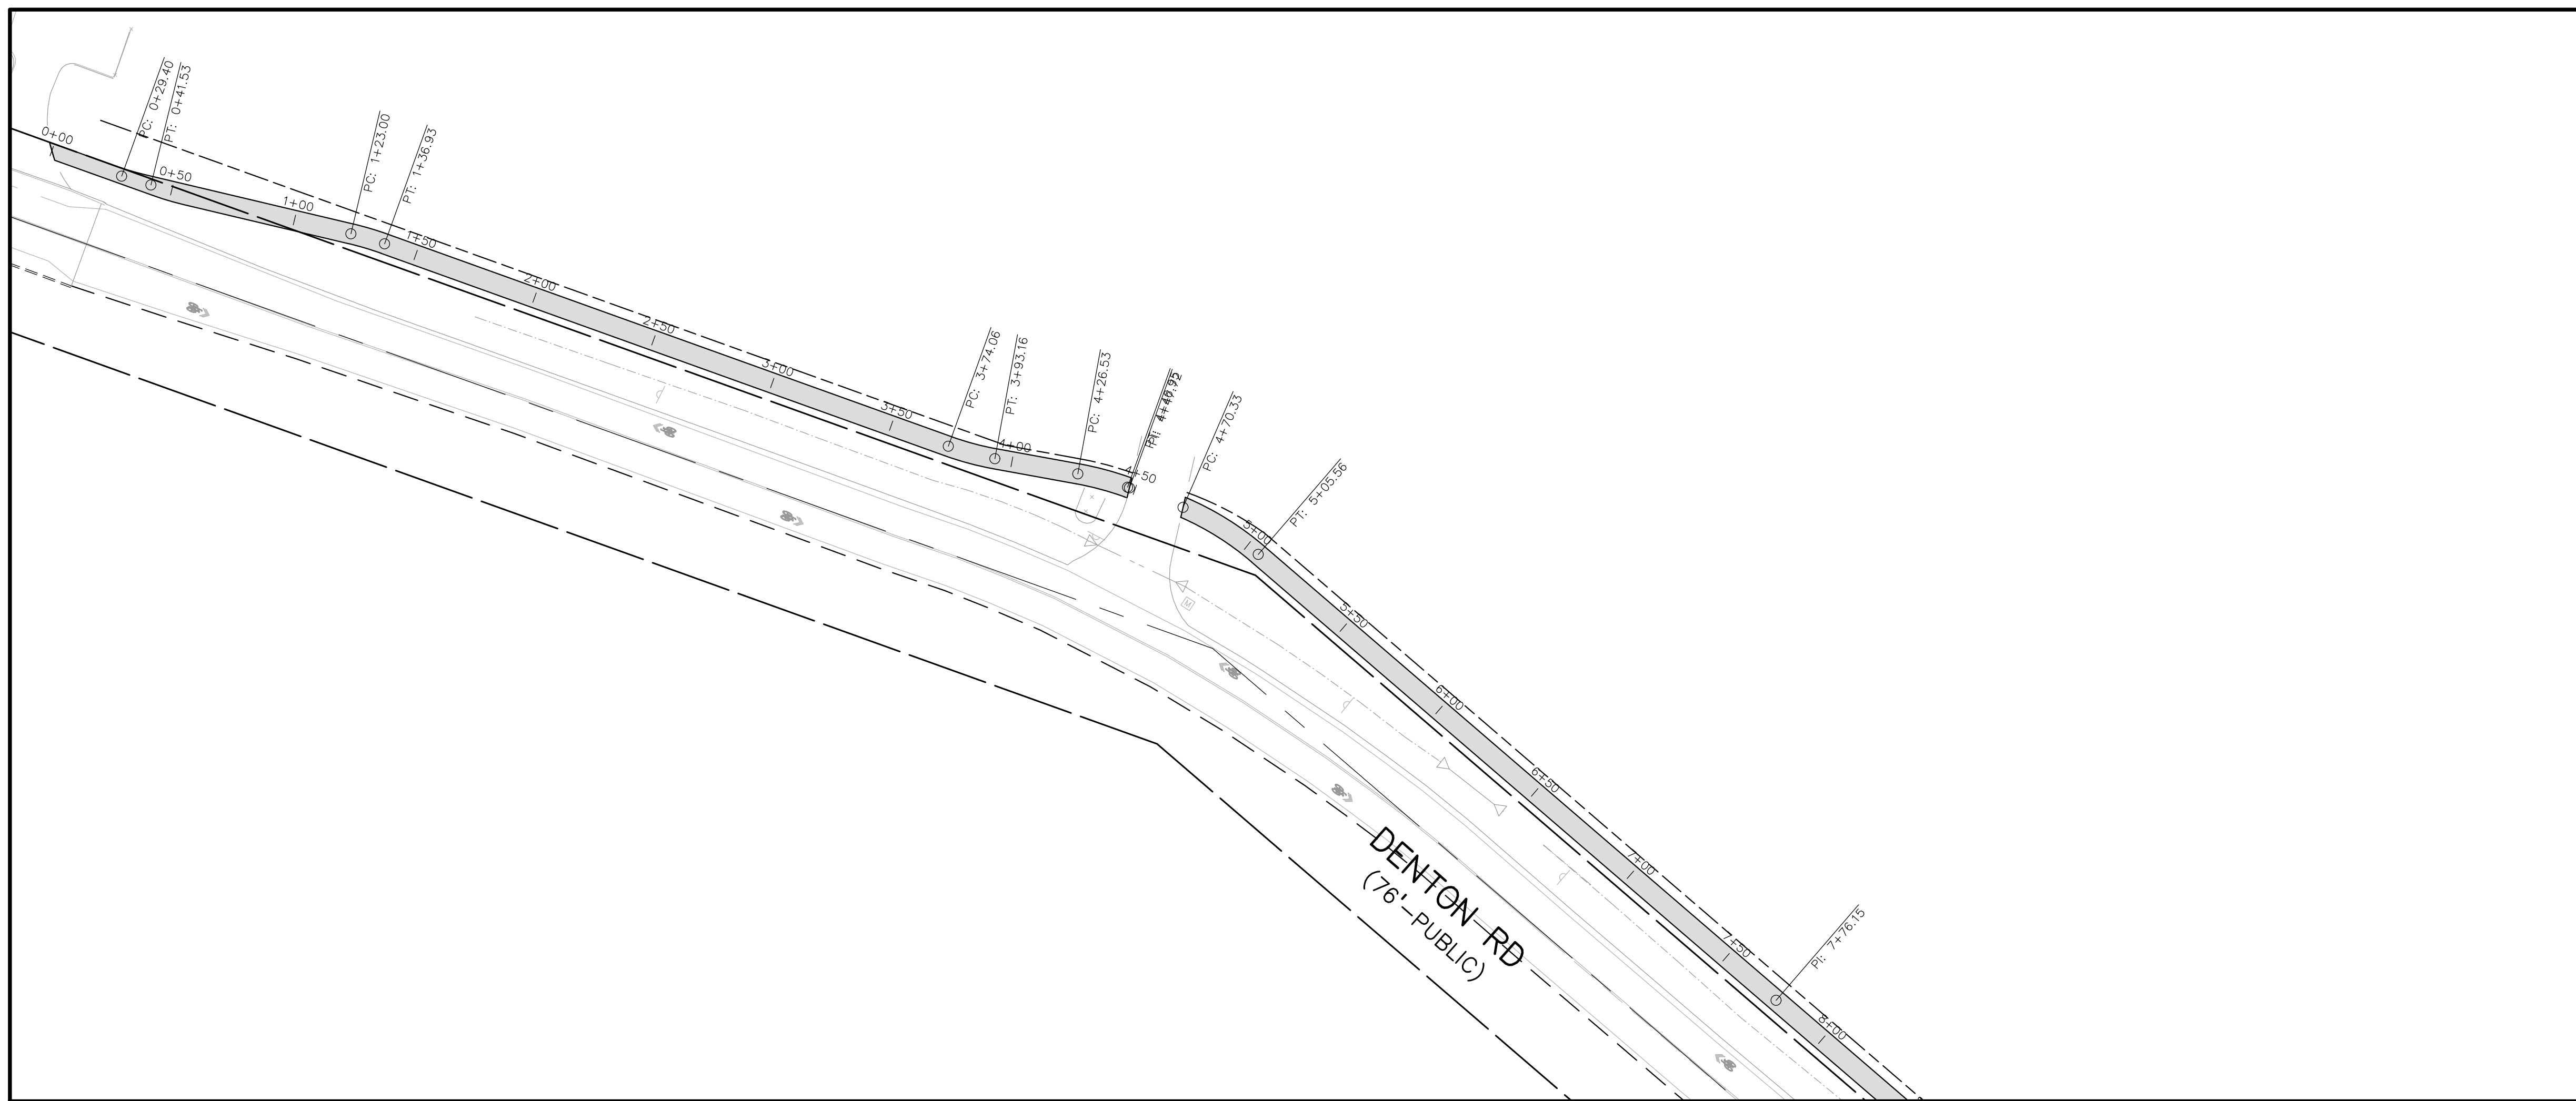 0+00
PC: 0+29.40
PT: 0+41.53
0+50
1+00
PC: 1+23.00
PT: 1+36.93
1+50
2+00
2+50
3+00
3+50
PC: 3+74.06
PT: 3+93.16
4+00
PC: 4+26.53
4+50
PC: 4+70.33
5+00
PT: 5+05.56
M
5+50
6+00
6+50
7+00
7+50
PI: 7+76.15
8+00
DENTON RD
(76'-PUBLIC)